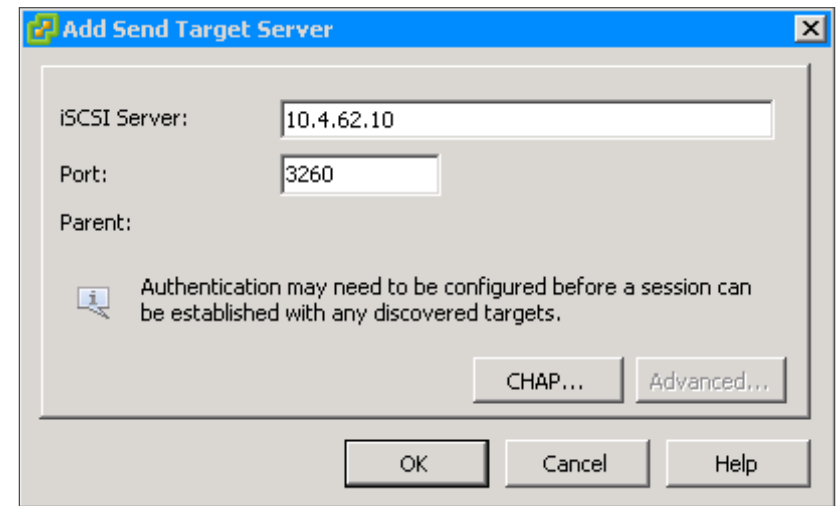 Add Send Target Server
iSCSI Server:
10.4.62.10
Port:
3260
Parent:
Authentication may need to be configured before a session can
be established with any discovered targets.
CHAP...
Advanced...
OK
Cancel
Help